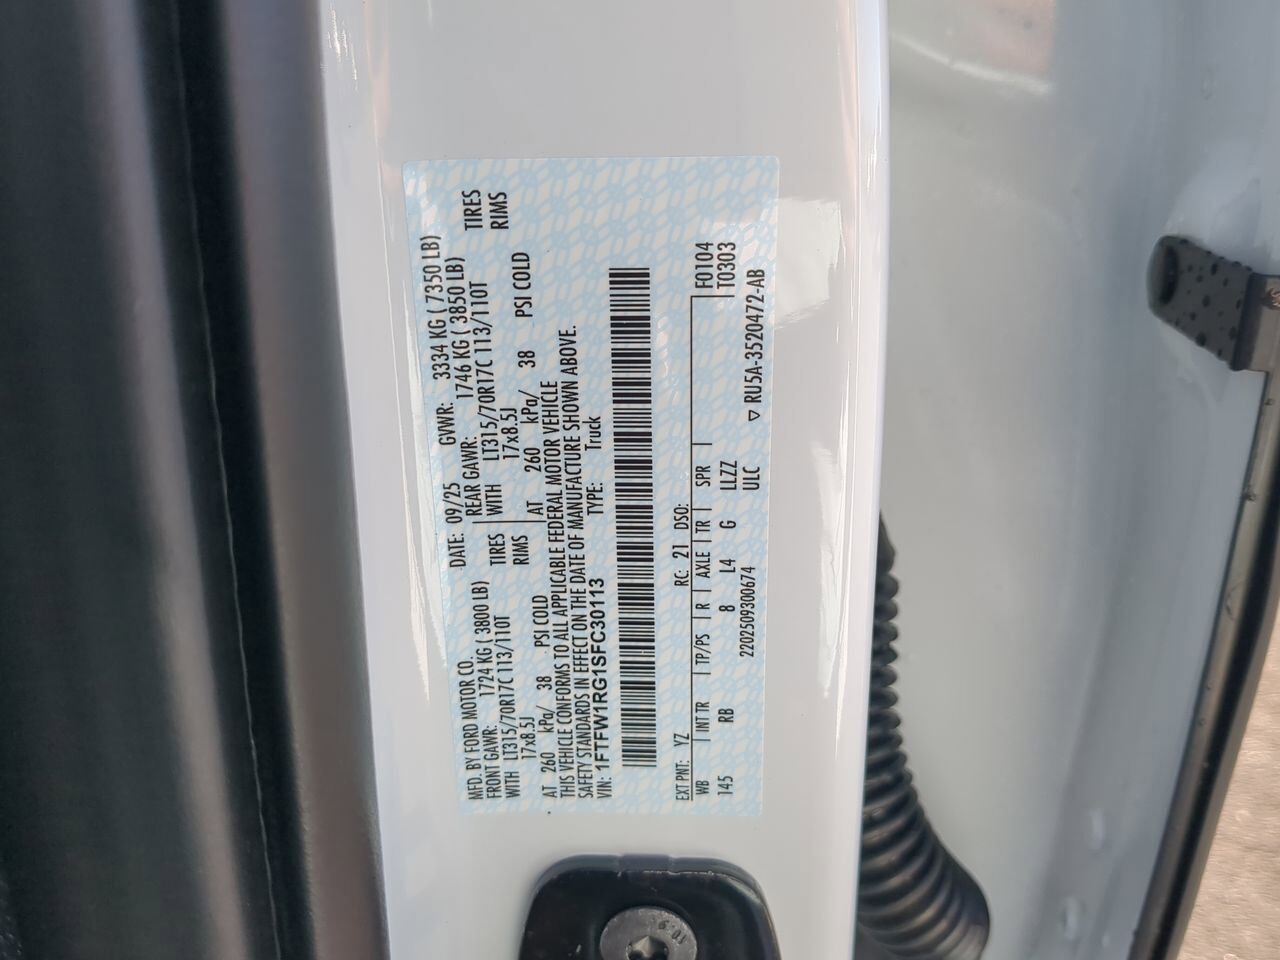 MFD. BY FORD MOTOR CO. DATE: 09/25 GVWR: 3334 KG ( 7350 LB)
FRONT GAWR: 1724 KG ( 3800 LB) REAR GAWR: 1746 KG ( 3850 LB)
WITH LT315/70R17C 113/110T TIRES WITH LT315/70R17C 113/110T TIRES
17x8.5J RIMS 17x8.5J RIMS
AT 260 kPa/ 38 PSI COLD AT 260 kPa/ 38 PSI COLD
THIS VEHICLE CONFORMS TO ALL APPLICABLE FEDERAL MOTOR VEHICLE
SAFETY STANDARDS IN EFFECT ON THE DATE OF MANUFACTURE SHOWN ABOVE.
VIN: 1FTFW1RG1SFC30113 TYPE: Truck
EXT PNT: YZ RC: 21 DSO: F0104
WB INT TR TP/PS R AXLE TR SPR T0303
145 RB 8 L4 G LLZZ
2202509300674 ULC ▽ RU5A-3520472-AB
10.9